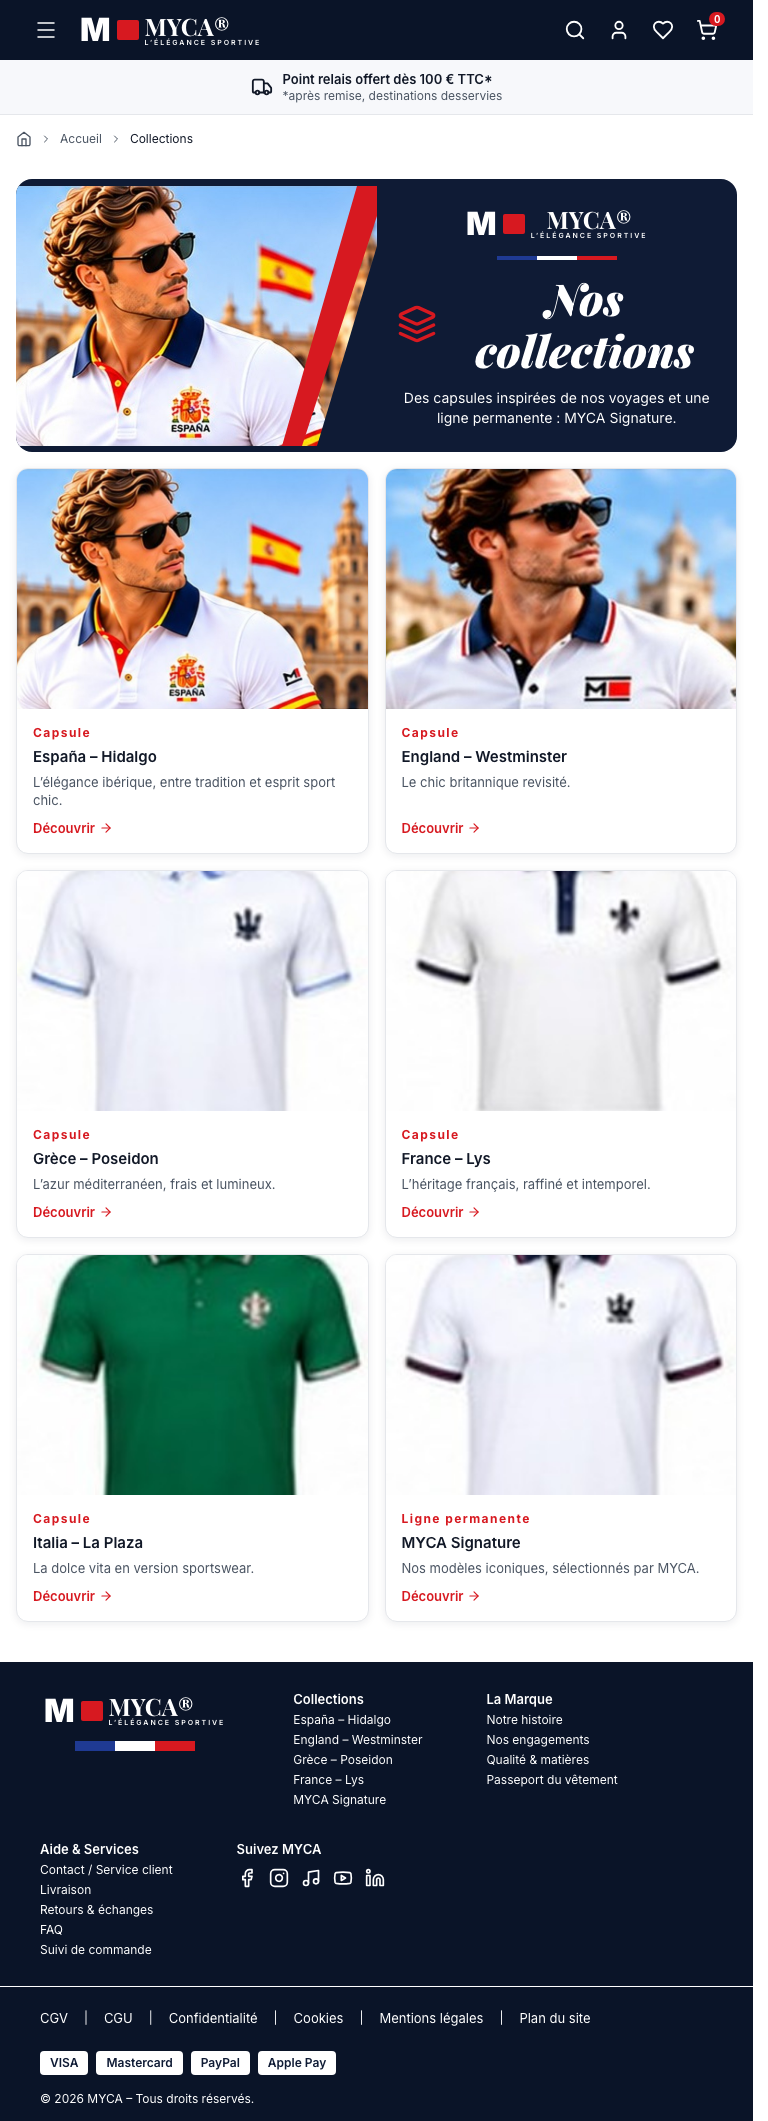 M MYCA®
L'ÉLÉGANCE SPORTIVE
0
Point relais offert dès 100 € TTC*
*après remise, destinations desservies
Accueil
Collections
M MYCA®
L'ÉLÉGANCE SPORTIVE
Nos
collections
Des capsules inspirées de nos voyages et une
ligne permanente : MYCA Signature.
ESPAÑA
ESPAÑA
M
M
Capsule
España – Hidalgo
L’élégance ibérique, entre tradition et esprit sport
chic.
Découvrir
Capsule
England – Westminster
Le chic britannique revisité.
Découvrir
Capsule
Grèce – Poseidon
L’azur méditerranéen, frais et lumineux.
Découvrir
Capsule
France – Lys
L’héritage français, raffiné et intemporel.
Découvrir
Capsule
Italia – La Plaza
La dolce vita en version sportswear.
Découvrir
Ligne permanente
MYCA Signature
Nos modèles iconiques, sélectionnés par MYCA.
Découvrir
M MYCA®
L'ÉLÉGANCE SPORTIVE
Collections
España – Hidalgo
England – Westminster
Grèce – Poseidon
France – Lys
MYCA Signature
La Marque
Notre histoire
Nos engagements
Qualité & matières
Passeport du vêtement
Aide & Services
Contact / Service client
Livraison
Retours & échanges
FAQ
Suivi de commande
Suivez MYCA
CGV | CGU | Confidentialité | Cookies | Mentions légales | Plan du site
VISA Mastercard PayPal Apple Pay
© 2026 MYCA – Tous droits réservés.